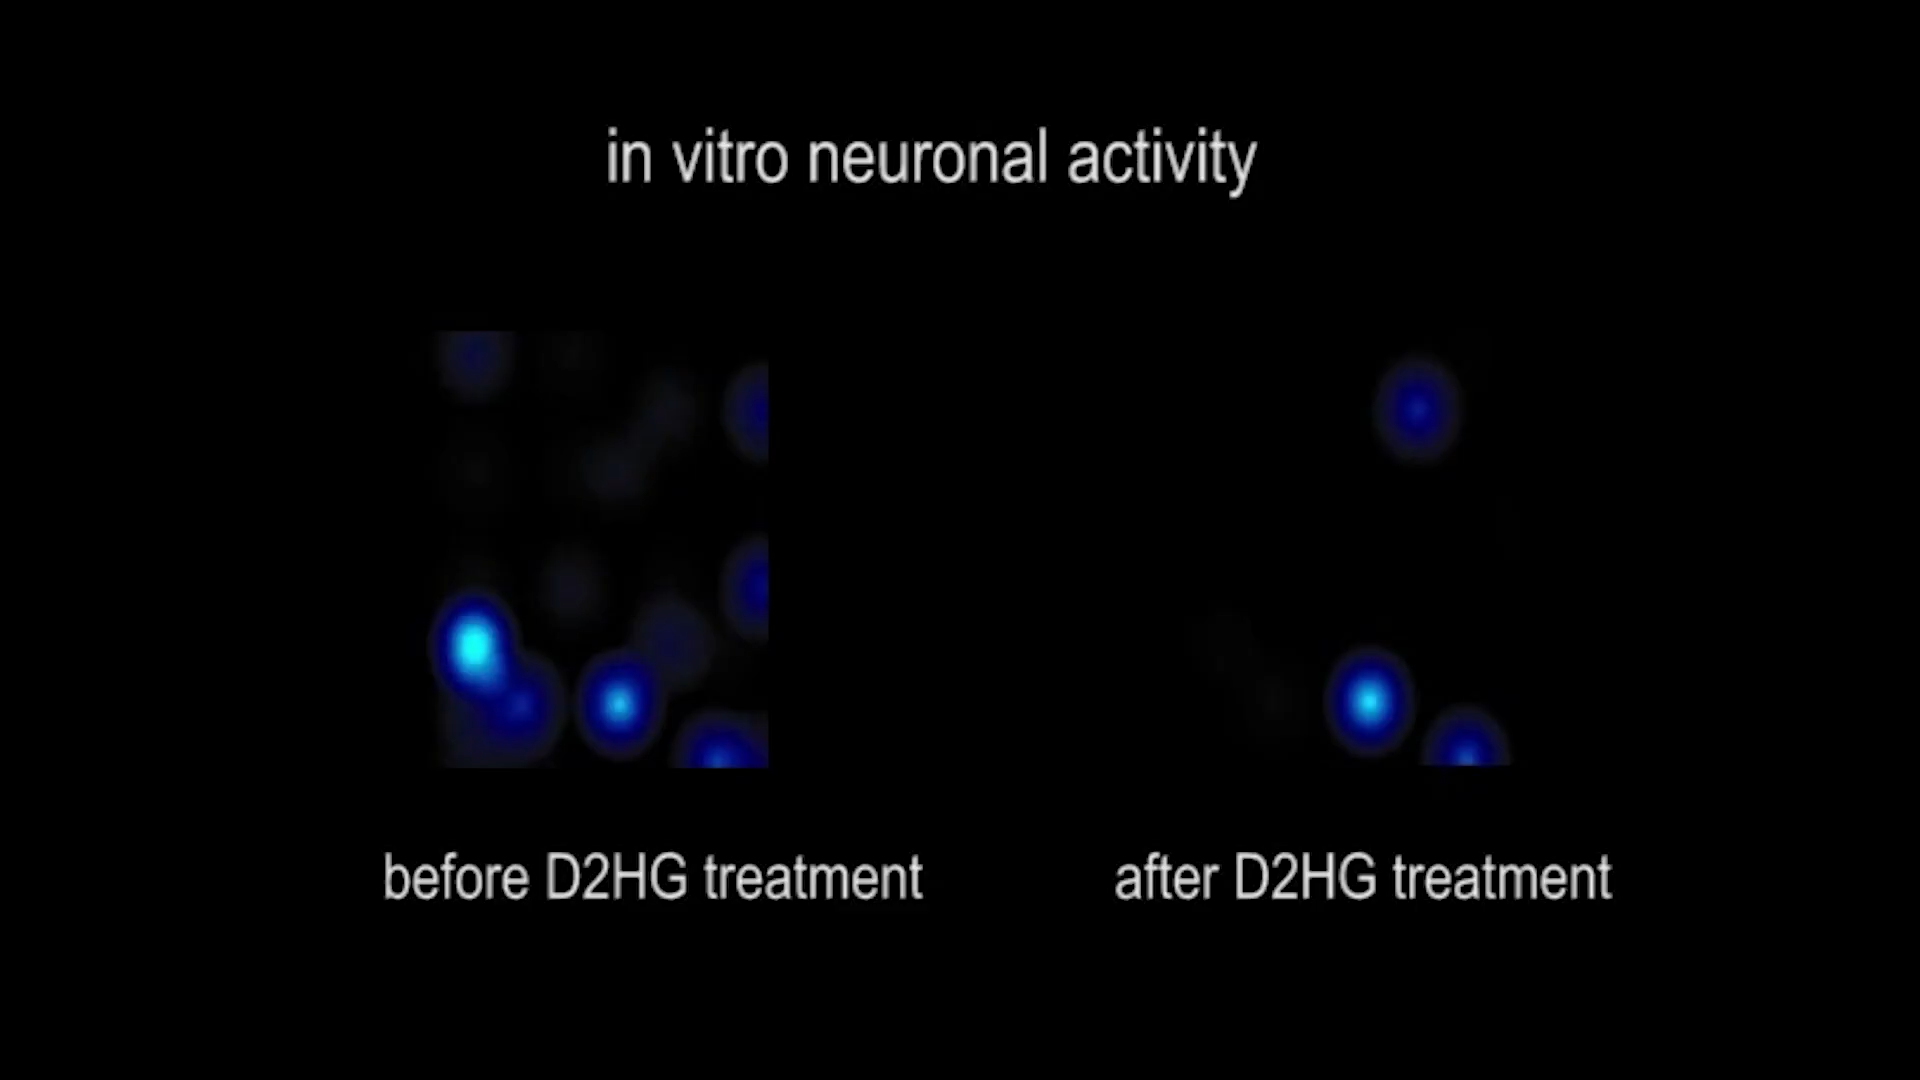 in vitro neuronal activity
before D2HG treatment
after D2HG treatment